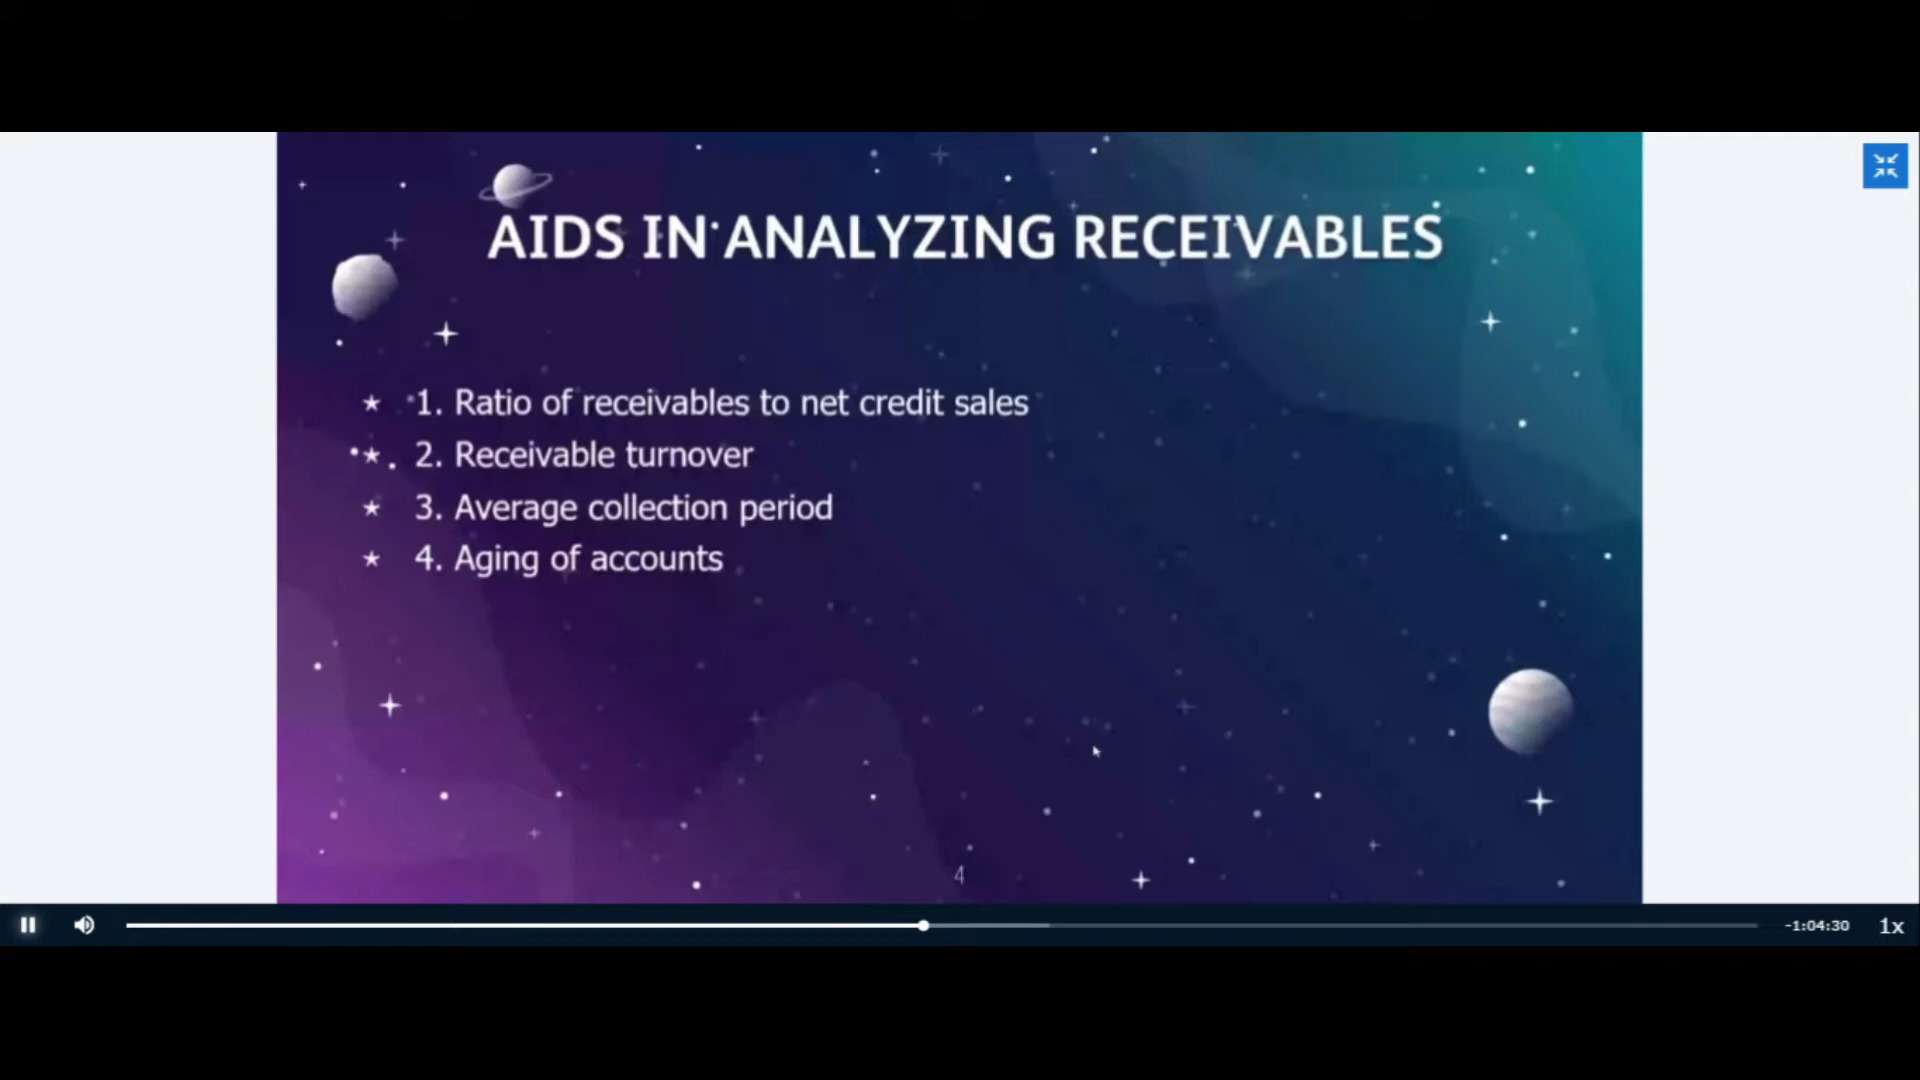 AIDS IN ANALYZING RECEIVABLES
1. Ratio of receivables to net credit sales
2. Receivable turnover
3. Average collection period
4. Aging of accounts
4
-1:04:30 1x